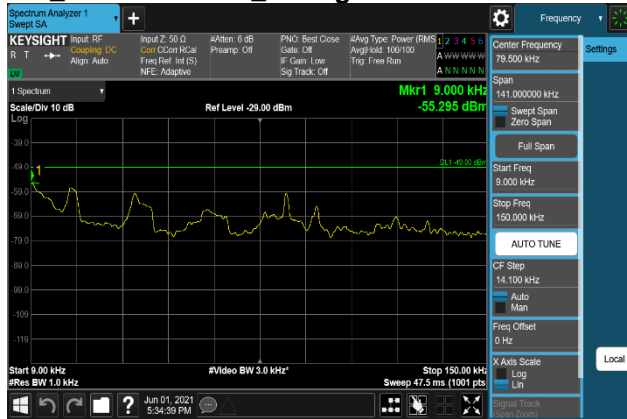 Spectrum Analyzer 1
Swept SA
+
Frequency
KEYSIGHT
R T
LXI
Input: RF
Coupling: DC
Align: Auto
Input Z: 50 Ω
Corr CCorr RCal
Freq Ref: Int (S)
NFE: Adaptive
#Atten: 6 dB
Preamp: Off
PNO: Best Close
Gate: Off
IF Gain: Low
Sig Track: Off
#Avg Type: Power (RMS
Avg|Hold: 100/100
Trig: Free Run
1 2 3 4 5 6
A W W W W W
A N N N N N
1 Spectrum
Scale/Div 10 dB
Log
Ref Level -29.00 dBm
Mkr1 9.000 kHz
-55.295 dBm
-39.0
-49.0
-59.0
-69.0
-79.0
-89.0
-99.0
-109
-119
1
DL1 -49.00 dBm
Start 9.00 kHz
#Res BW 1.0 kHz
#Video BW 3.0 kHz*
Stop 150.00 kHz
Sweep 47.5 ms (1001 pts
?
Jun 01, 2021
5:34:39 PM
Center Frequency
79.500 kHz
Settings
Span
141.000000 kHz
Swept Span
Zero Span
Full Span
Start Freq
9.000 kHz
Stop Freq
150.000 kHz
AUTO TUNE
CF Step
14.100 kHz
Auto
Man
Freq Offset
0 Hz
X Axis Scale
Log
Lin
Local
Signal Track
(Span Zoom)